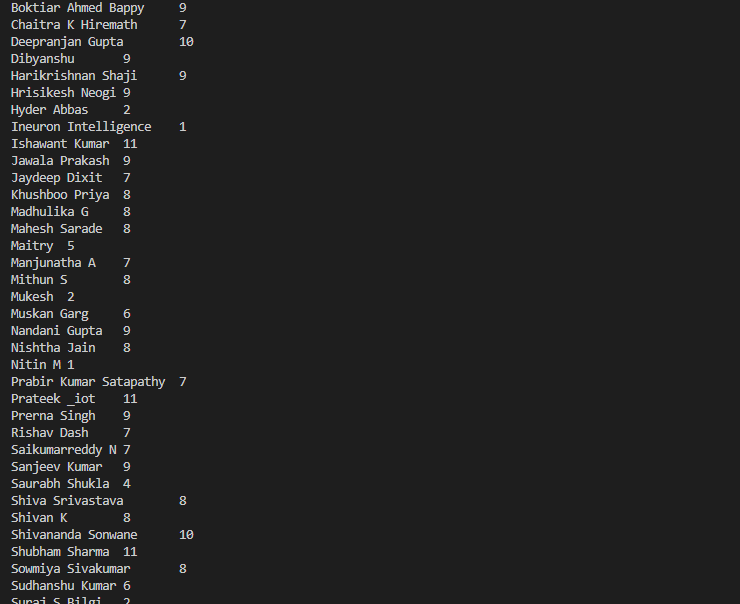 Boktiar Ahmed Bappy 9
Chaitra K Hiremath 7
Deepranjan Gupta 10
Dibyanshu 9
Harikrishnan Shaji 9
Hrisikesh Neogi 9
Hyder Abbas 2
Ineuron Intelligence 1
Ishawant Kumar 11
Jawala Prakash 9
Jaydeep Dixit 7
Khushboo Priya 8
Madhulika G 8
Mahesh Sarade 8
Maitry 5
Manjunatha A 7
Mithun S 8
Mukesh 2
Muskan Garg 6
Nandani Gupta 9
Nishtha Jain 8
Nitin M 1
Prabir Kumar Satapathy 7
Prateek _iot 11
Prerna Singh 9
Rishav Dash 7
Saikumarreddy N 7
Sanjeev Kumar 9
Saurabh Shukla 4
Shiva Srivastava 8
Shivan K 8
Shivananda Sonwane 10
Shubham Sharma 11
Sowmiya Sivakumar 8
Sudhanshu Kumar 6
Suraj S Bilgi 2